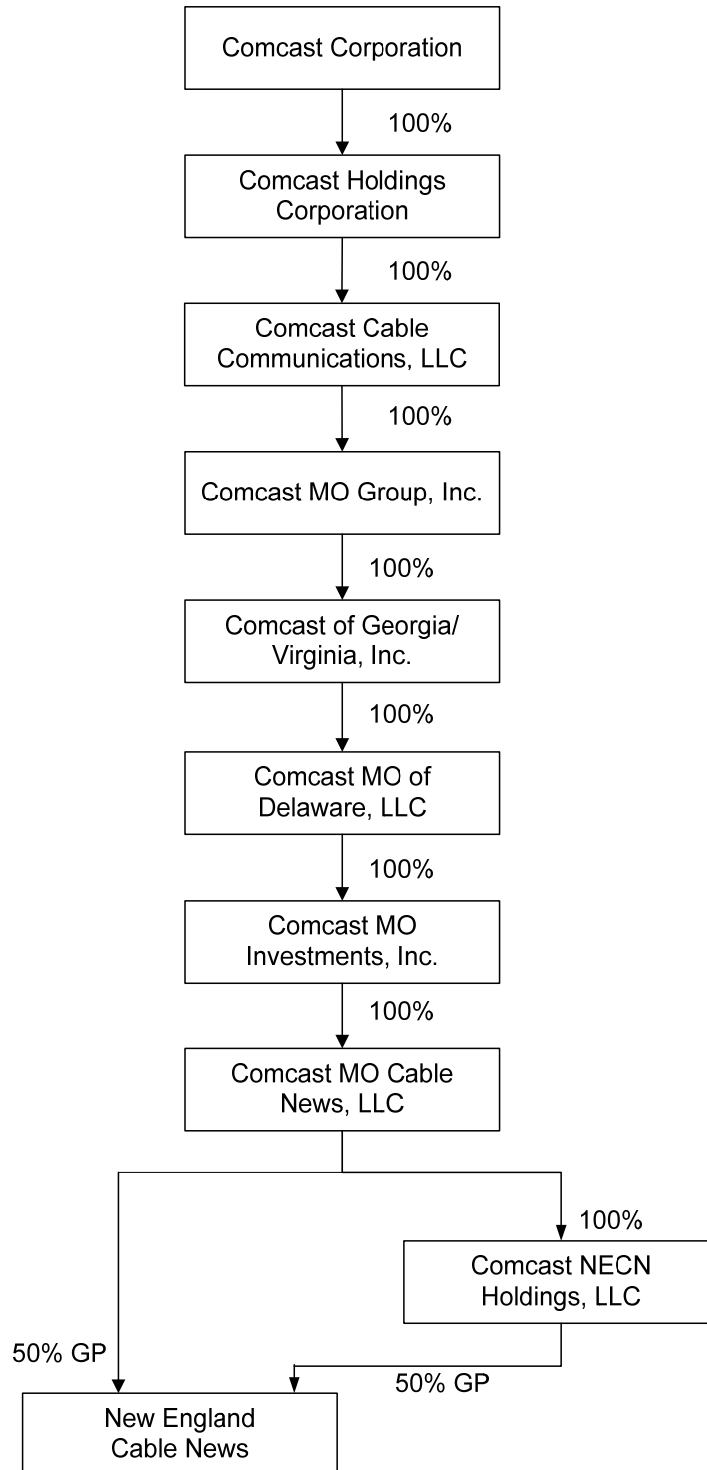 Comcast Corporation
100%
Comcast Holdings
Corporation
100%
Comcast Cable
Communications, LLC
100%
Comcast MO Group, Inc.
100%
Comcast of Georgia/
Virginia, Inc.
100%
Comcast MO of
Delaware, LLC
100%
Comcast MO
Investments, Inc.
100%
Comcast MO Cable
News, LLC
100%
Comcast NECN
Holdings, LLC
50% GP
50% GP
New England
Cable News